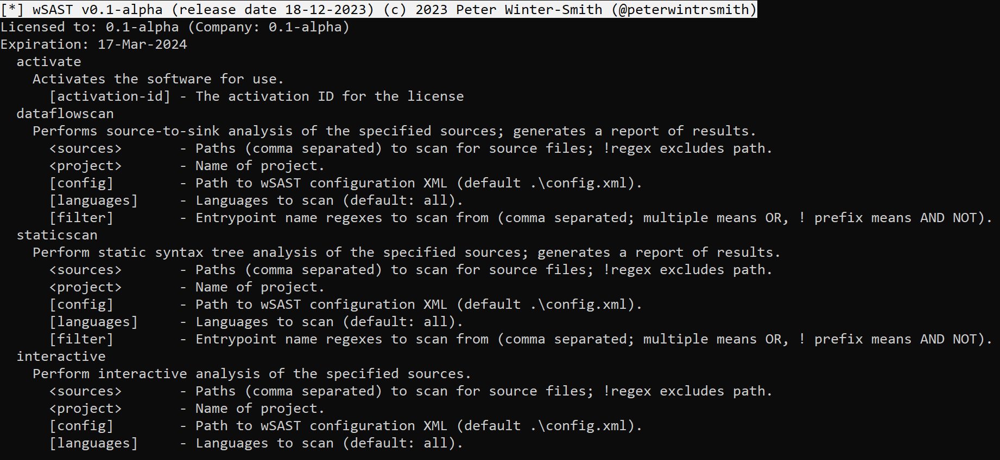 [*] wSAST v0.1-alpha (release date 18-12-2023) (c) 2023 Peter Winter-Smith (@peterwintrsmith)
Licensed to: 0.1-alpha (Company: 0.1-alpha)
Expiration: 17-Mar-2024
  activate
    Activates the software for use.
      [activation-id] - The activation ID for the license
  dataflowscan
    Performs source-to-sink analysis of the specified sources; generates a report of results.
      <sources>       - Paths (comma separated) to scan for source files; !regex excludes path.
      <project>       - Name of project.
      [config]        - Path to wSAST configuration XML (default .\config.xml).
      [languages]     - Languages to scan (default: all).
      [filter]        - Entrypoint name regexes to scan from (comma separated; multiple means OR, ! prefix means AND NOT).
  staticscan
    Perform static syntax tree analysis of the specified sources; generates a report of results.
      <sources>       - Paths (comma separated) to scan for source files; !regex excludes path.
      <project>       - Name of project.
      [config]        - Path to wSAST configuration XML (default .\config.xml).
      [languages]     - Languages to scan (default: all).
      [filter]        - Entrypoint name regexes to scan from (comma separated; multiple means OR, ! prefix means AND NOT).
  interactive
    Perform interactive analysis of the specified sources.
      <sources>       - Paths (comma separated) to scan for source files; !regex excludes path.
      <project>       - Name of project.
      [config]        - Path to wSAST configuration XML (default .\config.xml).
      [languages]     - Languages to scan (default: all).